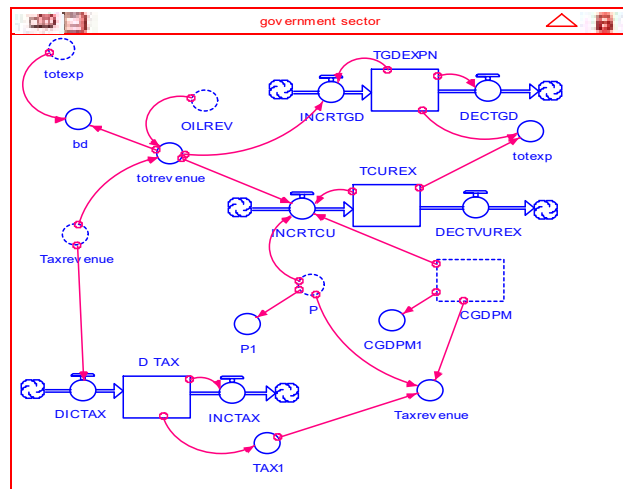 government sector
TGDEXPN
totexp
OILREV
INCRTGD
DECTGD
bd
totexp
totrevenue
TCUREX
INCRTCU
DECTVUREX
Taxrevenue
P
CGDPM
P1
CGDPM1
D TAX
DICTAX
INCTAX
Taxrevenue
TAX1